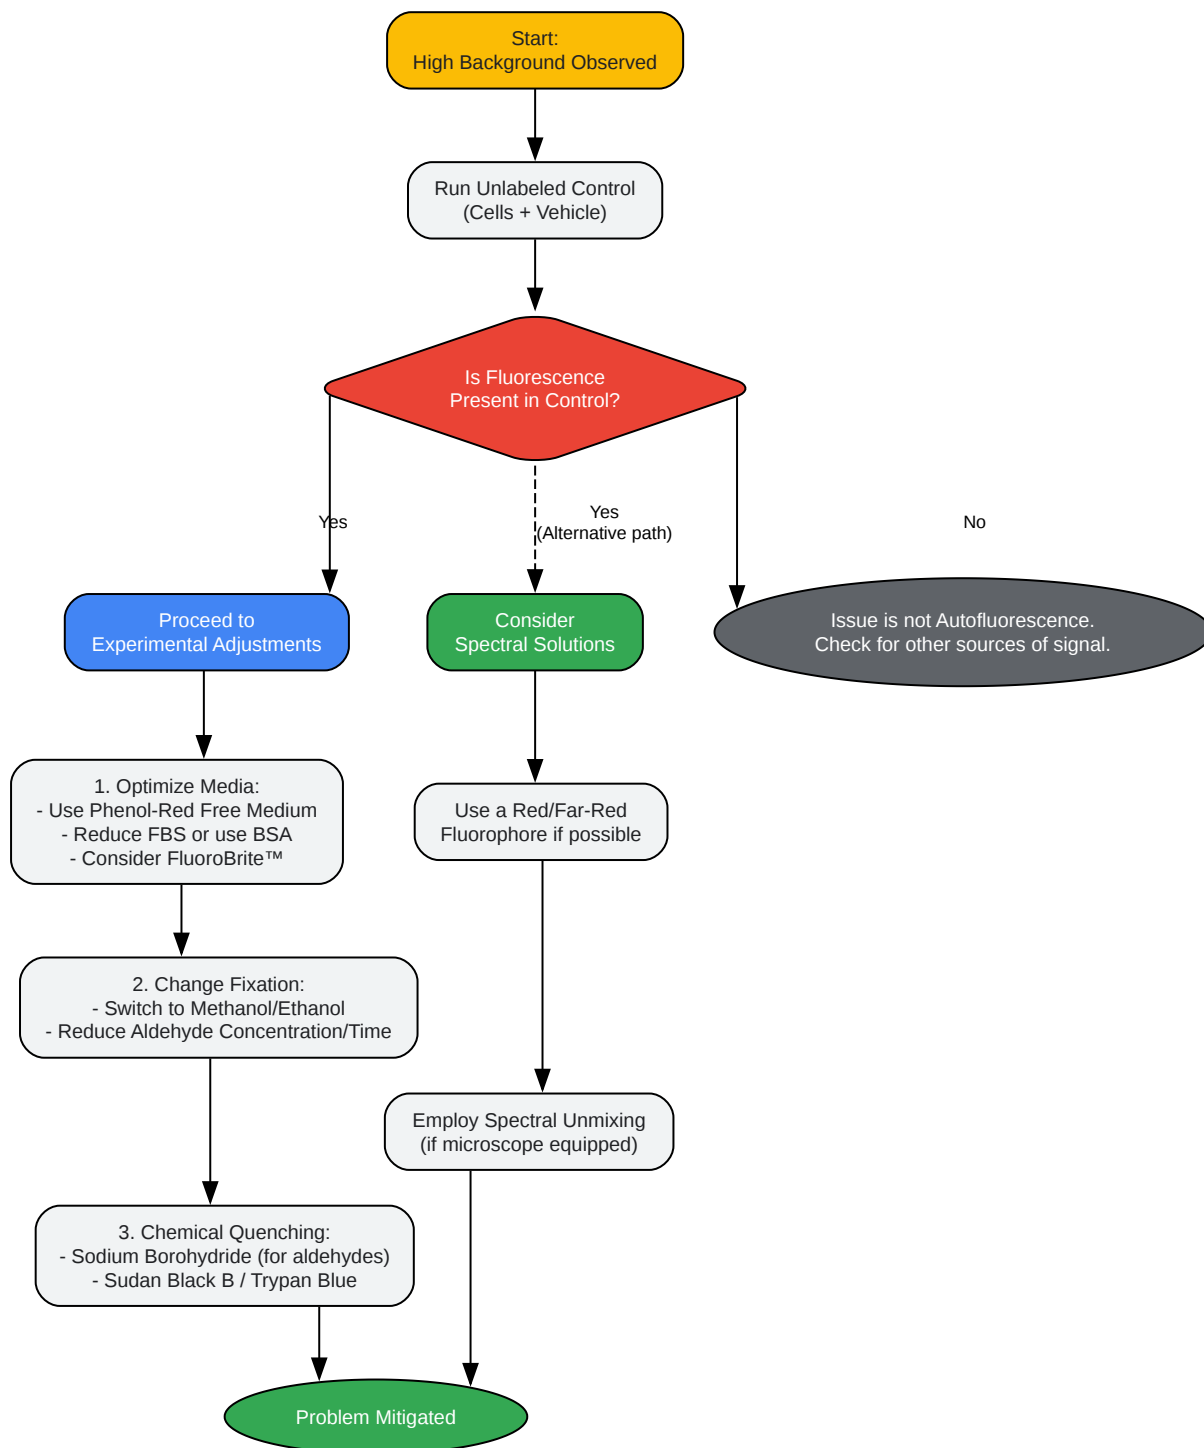 Start:
High Background Observed
Run Unlabeled Control
(Cells + Vehicle)
Is Fluorescence
Present in Control?
Yes
Yes
(Alternative path)
No
Proceed to
Experimental Adjustments
Consider
Spectral Solutions
Issue is not Autofluorescence.
Check for other sources of signal.
1. Optimize Media:
- Use Phenol-Red Free Medium
- Reduce FBS or use BSA
- Consider FluoroBrite™
Use a Red/Far-Red
Fluorophore if possible
2. Change Fixation:
- Switch to Methanol/Ethanol
- Reduce Aldehyde Concentration/Time
Employ Spectral Unmixing
(if microscope equipped)
3. Chemical Quenching:
- Sodium Borohydride (for aldehydes)
- Sudan Black B / Trypan Blue
Problem Mitigated